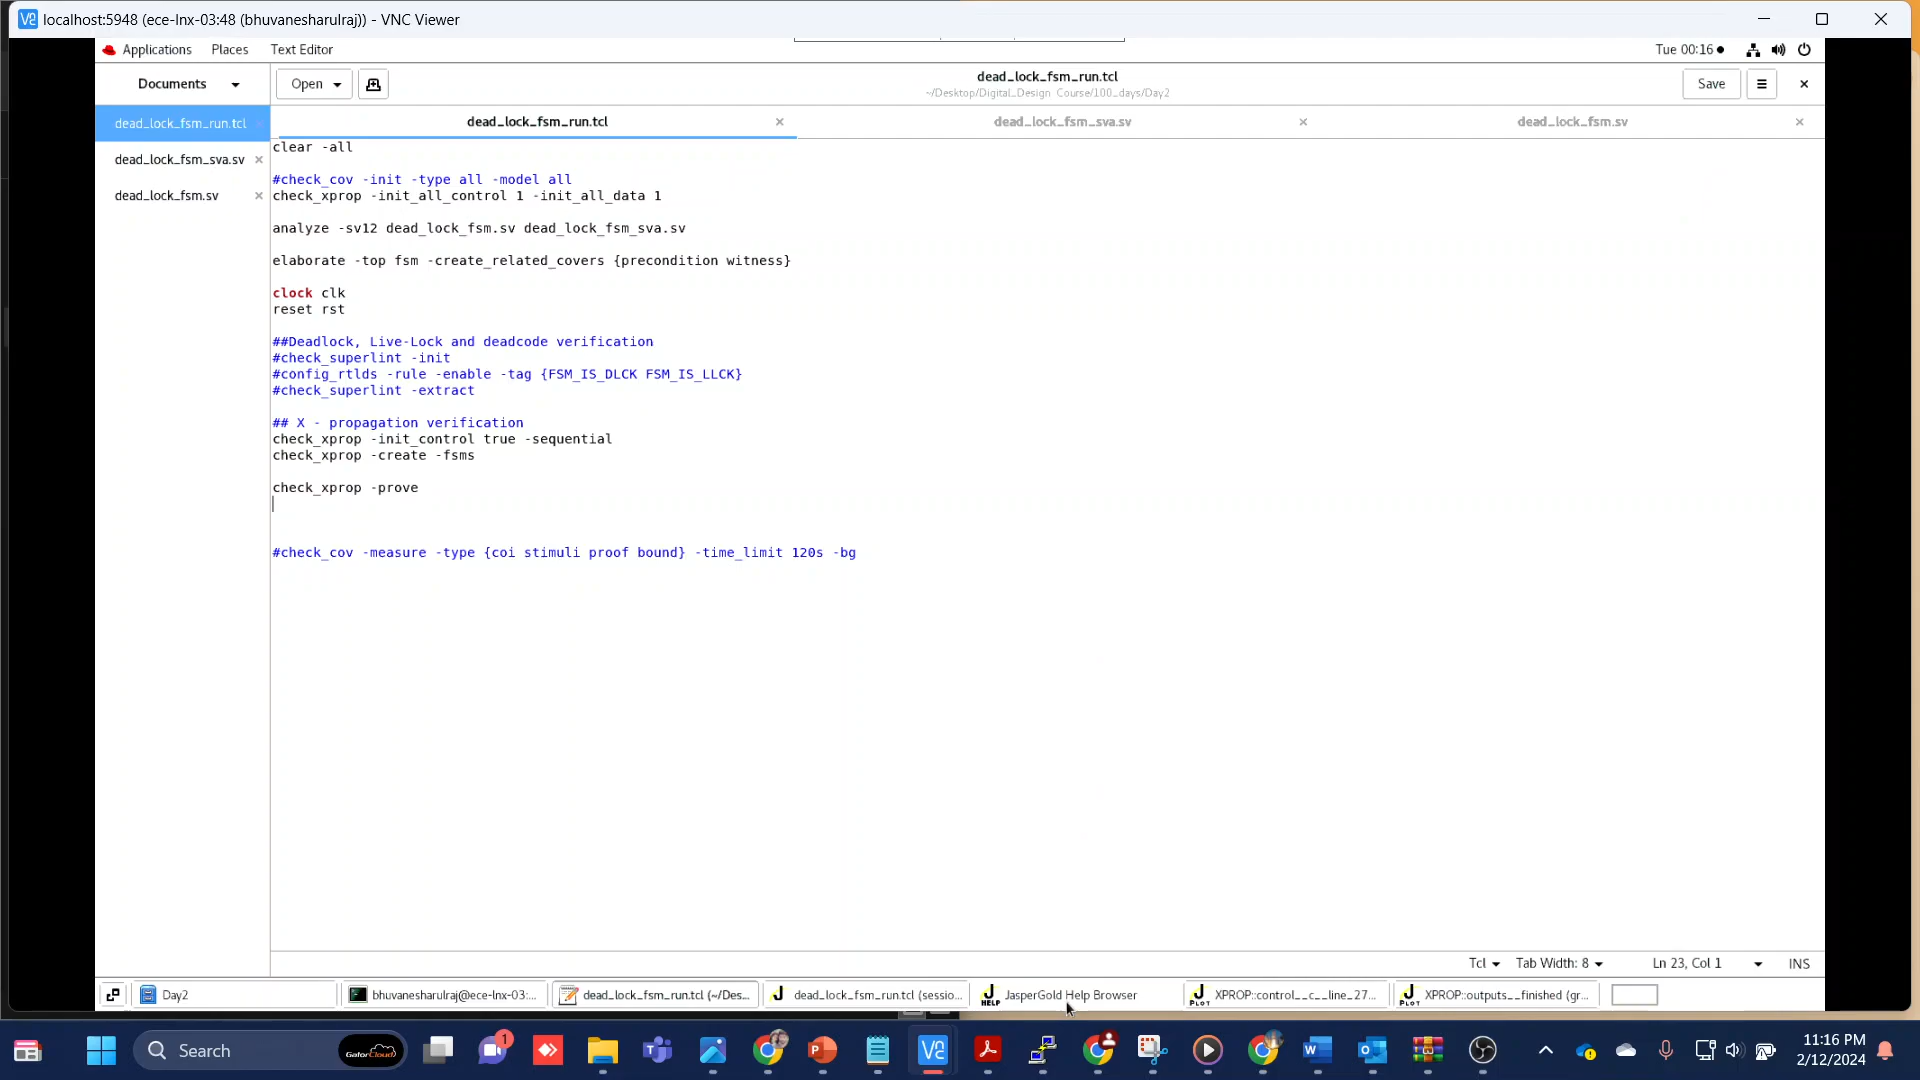 localhost:5948 (ece-lnx-03:48 (bhuvanesharulraj)) - VNC Viewer
Applications Places Text Editor Tue 00:16
Documents Open dead_lock_fsm_run.tcl Save
~/Desktop/Digital_Design Course/100_days/Day2
dead_lock_fsm_run.tcl dead_lock_fsm_sva.sv dead_lock_fsm.sv
dead_lock_fsm_run.tcl
dead_lock_fsm_sva.sv
dead_lock_fsm.sv
clear -all
#check_cov -init -type all -model all
check_xprop -init_all_control 1 -init_all_data 1
analyze -sv12 dead_lock_fsm.sv dead_lock_fsm_sva.sv
elaborate -top fsm -create_related_covers {precondition witness}
clock clk
reset rst
##Deadlock, Live-Lock and deadcode verification
#check_superlint -init
#config_rtlds -rule -enable -tag {FSM_IS_DLCK FSM_IS_LLCK}
#check_superlint -extract
## X - propagation verification
check_xprop -init_control true -sequential
check_xprop -create -fsms
check_xprop -prove
#check_cov -measure -type {coi stimuli proof bound} -time_limit 120s -bg
Tcl Tab Width: 8 Ln 23, Col 1 INS
Day2 bhuvanesharulraj@ece-lnx-03:... dead_lock_fsm_run.tcl (~/Des... dead_lock_fsm_run.tcl (sessio... JasperGold Help Browser XPROP::control__c__line_27... XPROP::outputs__finished (gr...
Search GatorCloud 1 11:16 PM
2/12/2024